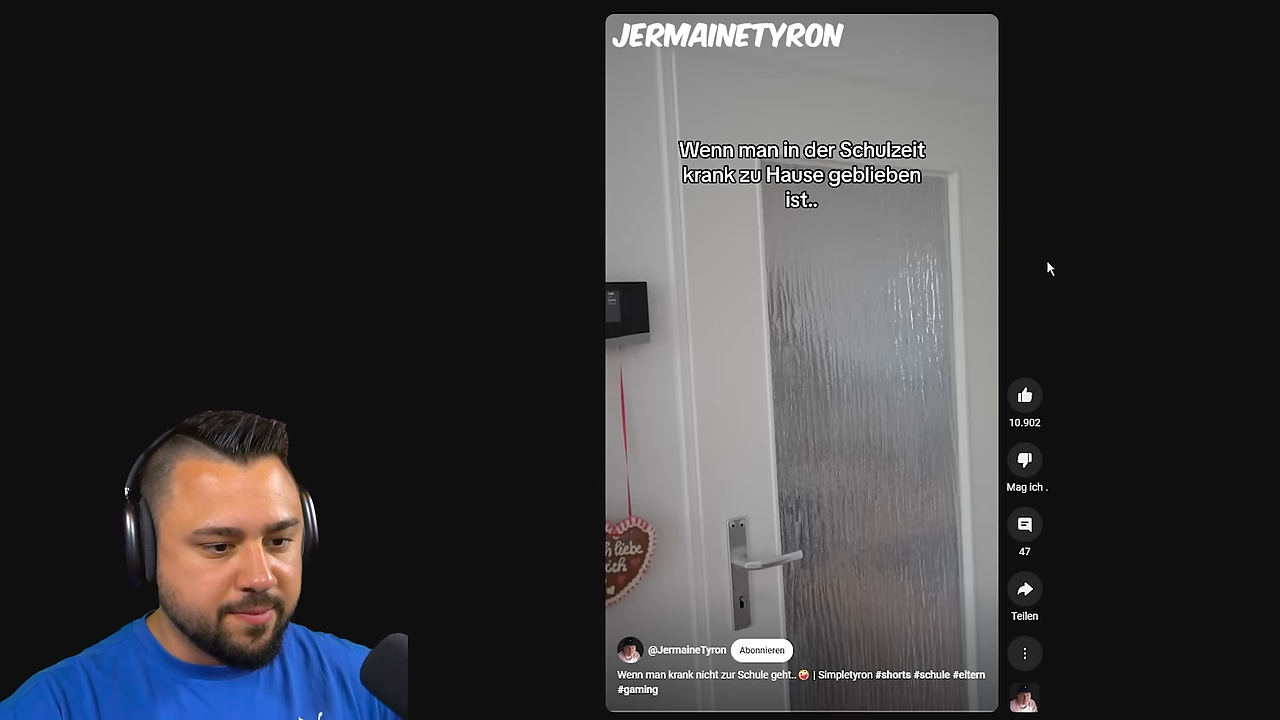 JERMAINETYRON
Wenn man in der Schulzeit
krank zu Hause geblieben
ist..
10.902
Mag ich .
47
Teilen
@JermaineTyron
Abonnieren
Wenn man krank nicht zur Schule geht..🤪 | Simpletyron #shorts #schule #eltern
#gaming